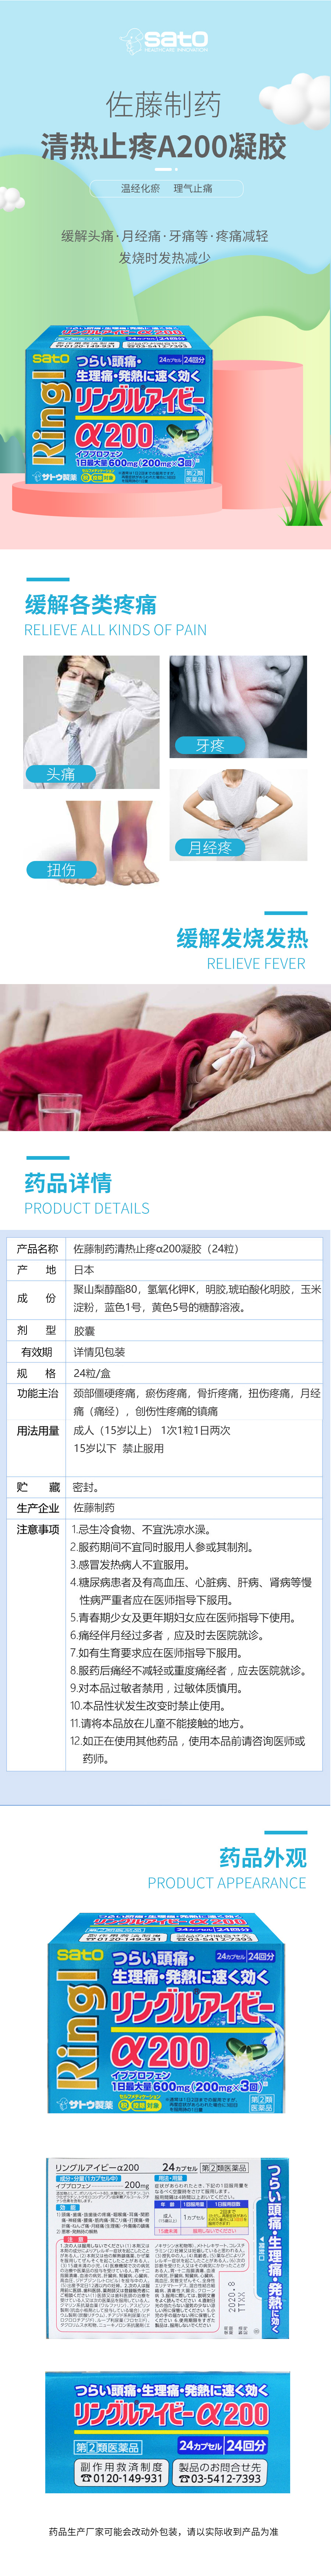 sato
HEALTHCARE INNOVATION
佐藤制药
清热止疼A200凝胶
温经化瘀 理气止痛
缓解头痛·月经痛·牙痛等·疼痛减轻
发烧时发热减少
sato
24カプセル 24回分
つらい頭痛・
生理痛・発熱に速く効く
Ringl
リングルアイビー
α200
イブプロフェン
1日最大量600mg(200mg×3回)
サトウ製薬
第②類
医薬品
缓解各类疼痛
RELIEVE ALL KINDS OF PAIN
头痛
牙疼
扭伤
月经疼
缓解发烧发热
RELIEVE FEVER
药品详情
PRODUCT DETAILS
产品名称 佐藤制药清热止疼α200凝胶（24粒）
产 地 日本
成 份 聚山梨醇酯80，氢氧化钾K，明胶,琥珀酸化明胶，玉米
淀粉，蓝色1号，黄色5号的糖醇溶液。
剂 型 胶囊
有效期 详情见包装
规 格 24粒/盒
功能主治 颈部僵硬疼痛，瘀伤疼痛，骨折疼痛，扭伤疼痛，月经
痛（痛经），创伤性疼痛的镇痛
用法用量 成人（15岁以上） 1次1粒1日两次
15岁以下 禁止服用
贮 藏 密封。
生产企业 佐藤制药
注意事项 1.忌生冷食物、不宜洗凉水澡。
2.服药期间不宜同时服用人参或其制剂。
3.感冒发热病人不宜服用。
4.糖尿病患者及有高血压、心脏病、肝病、肾病等慢
性病严重者应在医师指导下服用。
5.青春期少女及更年期妇女应在医师指导下使用。
6.痛经伴月经过多者，应及时去医院就诊。
7.如有生育要求应在医师指导下服用。
8.服药后痛经不减轻或重度痛经者，应去医院就诊。
9.对本品过敏者禁用，过敏体质慎用。
10.本品性状发生改变时禁止使用。
11.请将本品放在儿童不能接触的地方。
12.如正在使用其他药品，使用本品前请咨询医师或
药师。
药品外观
PRODUCT APPEARANCE
sato
24カプセル 24回分
つらい頭痛・
生理痛・発熱に速く効く
Ringl
リングルアイビー
α200
イブプロフェン
1日最大量600mg(200mg×3回)
サトウ製薬
第②類
医薬品
リングルアイビーα200 24カプセル 第②類医薬品
成分・分量(1カプセル中)
イブプロフェン 200mg
効能
用法・用量
つらい頭痛・生理痛・発熱に速く効く
つらい頭痛・生理痛・発熱に速く効く
リングルアイビーα200
第②類医薬品 24カプセル 24回分
副作用救済制度
☎0120-149-931
製品のお問合せ先
☎03-5412-7393
药品生产厂家可能会改动外包装，请以实际收到产品为准